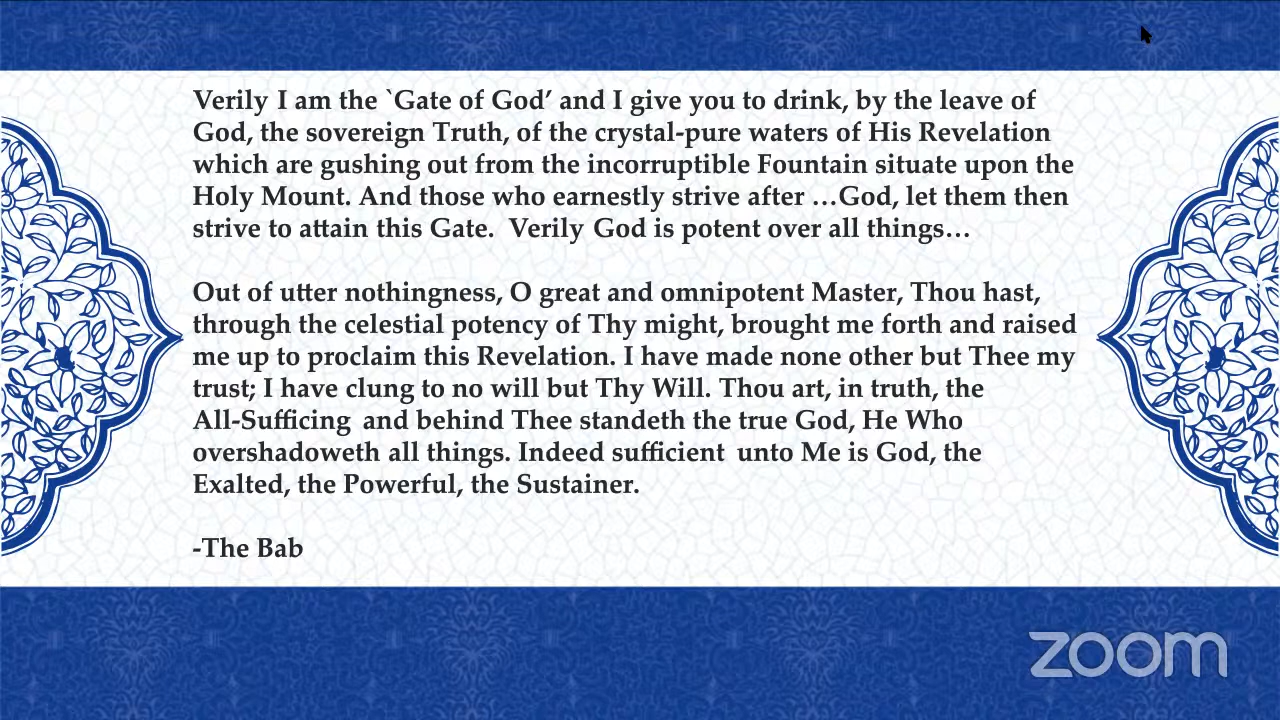 Verily I am the `Gate of God’ and I give you to drink, by the leave of
God, the sovereign Truth, of the crystal-pure waters of His Revelation
which are gushing out from the incorruptible Fountain situate upon the
Holy Mount. And those who earnestly strive after …God, let them then
strive to attain this Gate.  Verily God is potent over all things…
Out of utter nothingness, O great and omnipotent Master, Thou hast,
through the celestial potency of Thy might, brought me forth and raised
me up to proclaim this Revelation. I have made none other but Thee my
trust; I have clung to no will but Thy Will. Thou art, in truth, the
All-Sufficing  and behind Thee standeth the true God, He Who
overshadoweth all things. Indeed sufficient  unto Me is God, the
Exalted, the Powerful, the Sustainer.
-The Bab
zoom